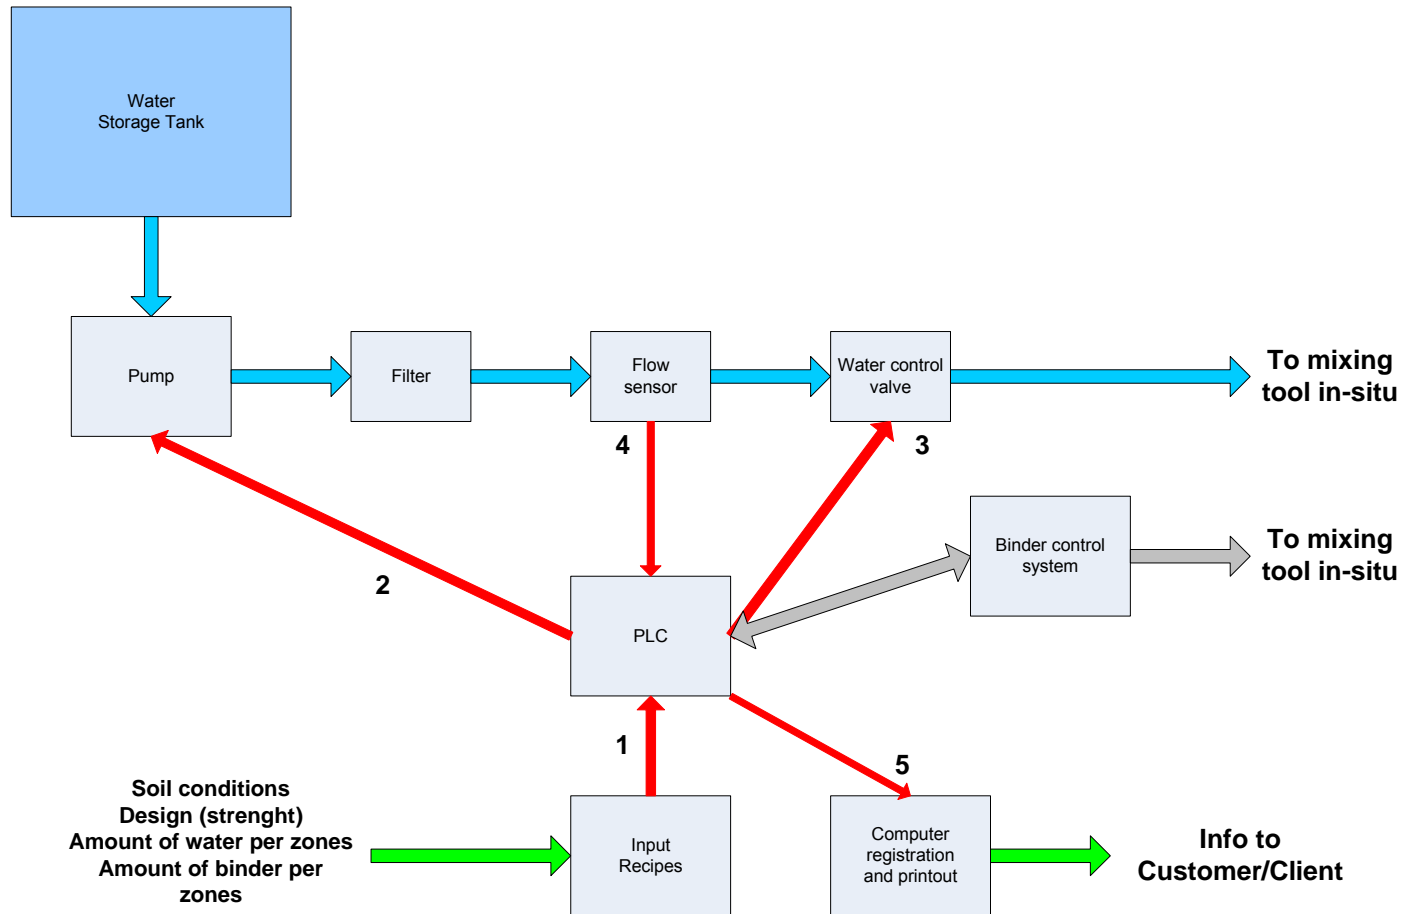 Water
Storage Tank
Pump
Filter
Flow
sensor
Water control
valve
To mixing
tool in-situ
4
3
2
Binder control
system
To mixing
tool in-situ
PLC
1
5
Soil conditions
Design (strenght)
Amount of water per zones
Amount of binder per
zones
Input
Recipes
Computer
registration
and printout
Info to
Customer/Client